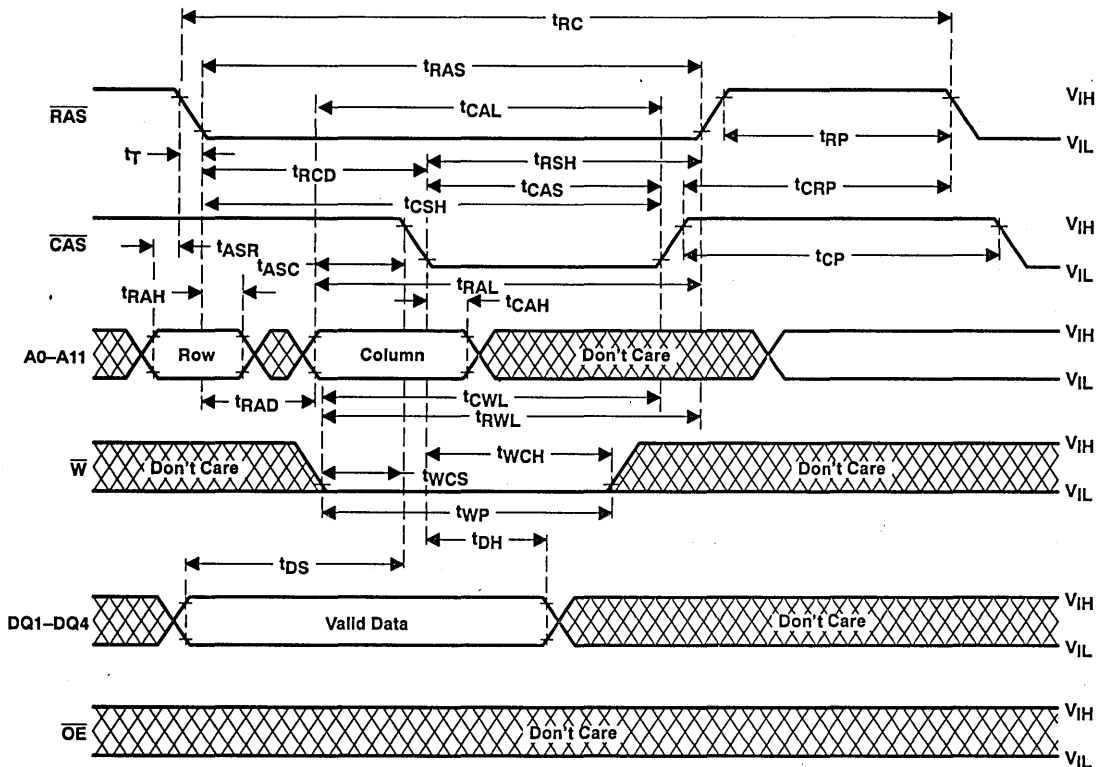 tRC
tRAS
tCAL
RAS
VIH
VIL
tRP
tT
tRCD
tRSH
tCAS
tCRP
tCSH
CAS
VIH
VIL
tASR
tASC
tCP
tRAH
tRAL
tCAH
A0–A11
Row
Column
Don't Care
VIH
VIL
tRAD
tCWL
tRWL
W
Don't Care
tWCH
Don't Care
VIH
VIL
tWCS
tWP
tDH
tDS
DQ1–DQ4
Valid Data
Don't Care
VIH
VIL
OE
Don't Care
VIH
VIL